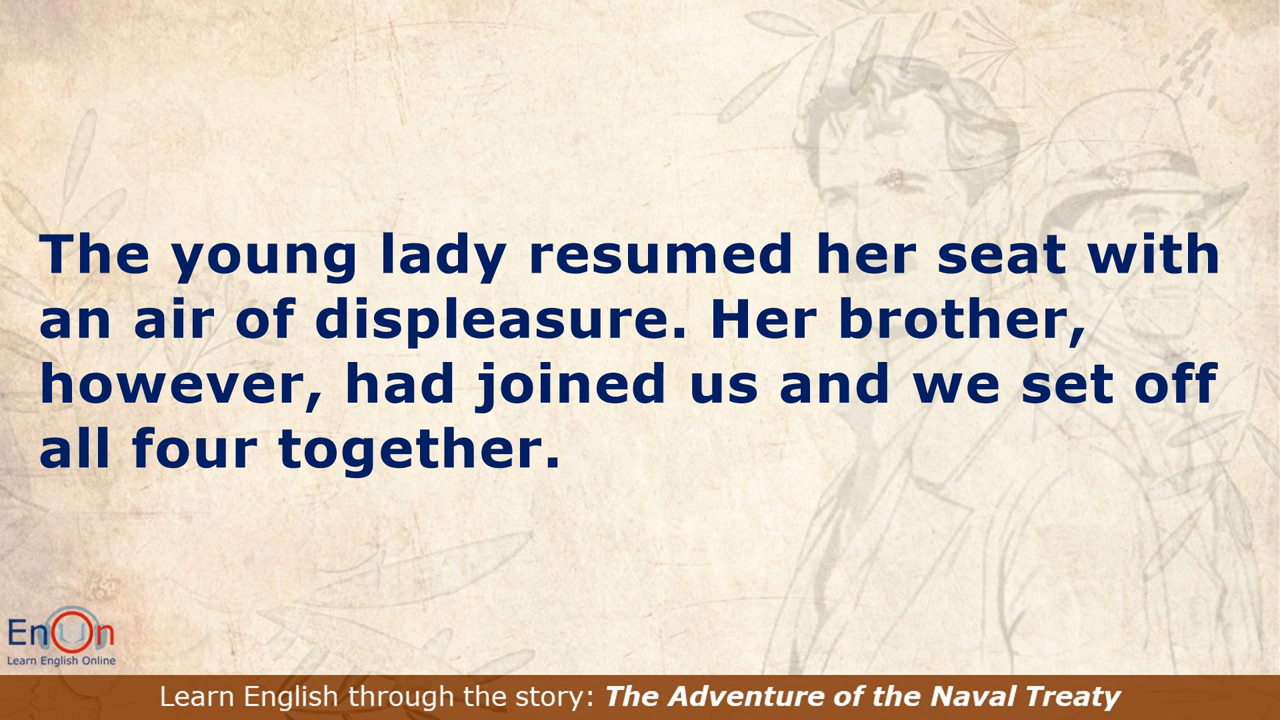 The young lady resumed her seat with
an air of displeasure. Her brother,
however, had joined us and we set off
all four together.
EnOn
Learn English Online
Learn English through the story: The Adventure of the Naval Treaty